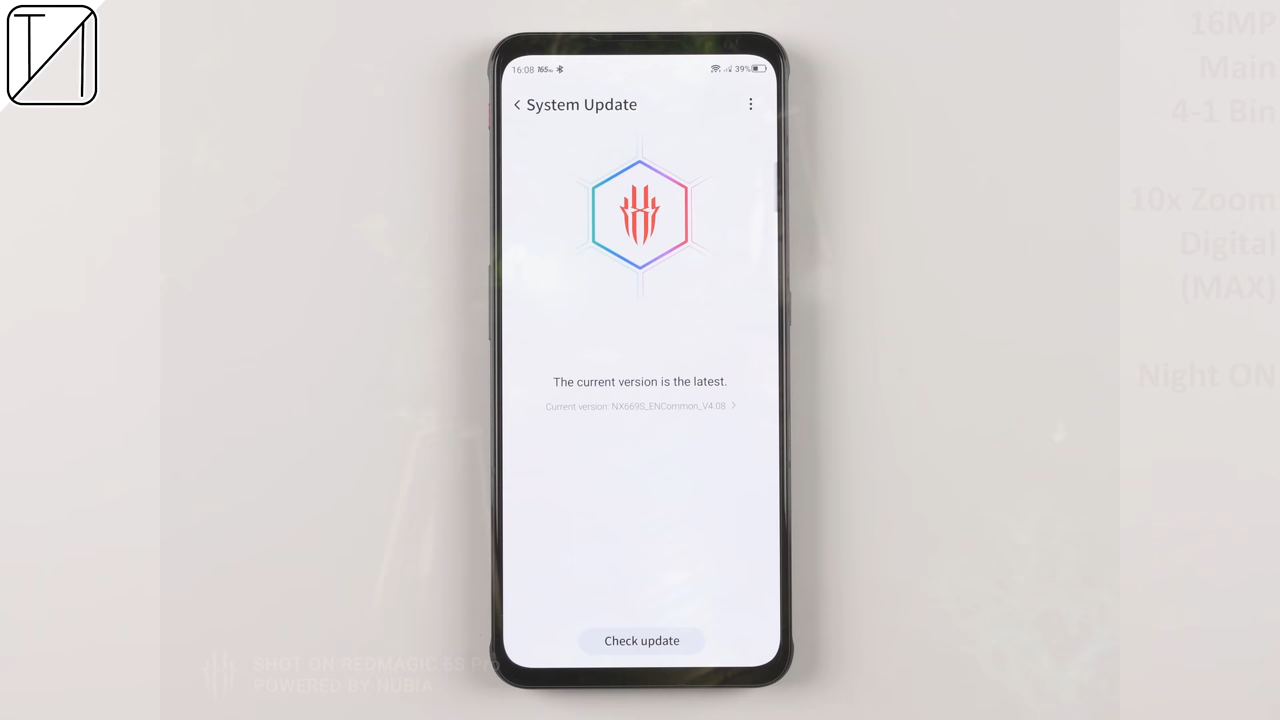 16:08 165Hz 39%
System Update
The current version is the latest.
Current version: NX669S_ENCommon_V4.08
Check update
16MP
Main
4-1 Bin
10x Zoom
Digital
(MAX)
Night ON
SHOT ON REDMAGIC 6S Pro
POWERED BY NUBIA